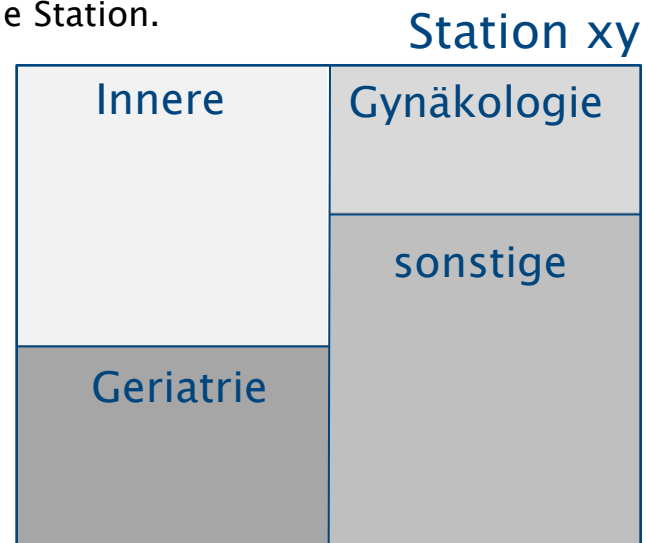 e Station.
Station xy
Innere
Gynäkologie
sonstige
Geriatrie